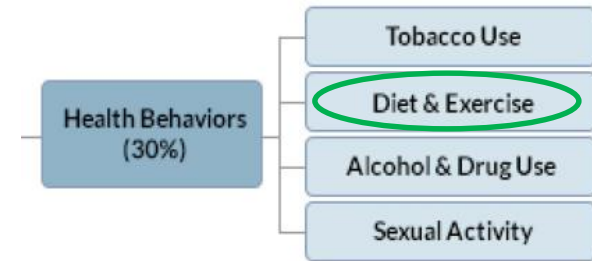 Tobacco Use
Diet & Exercise
Health Behaviors
(30%)
Alcohol & Drug Use
Sexual Activity